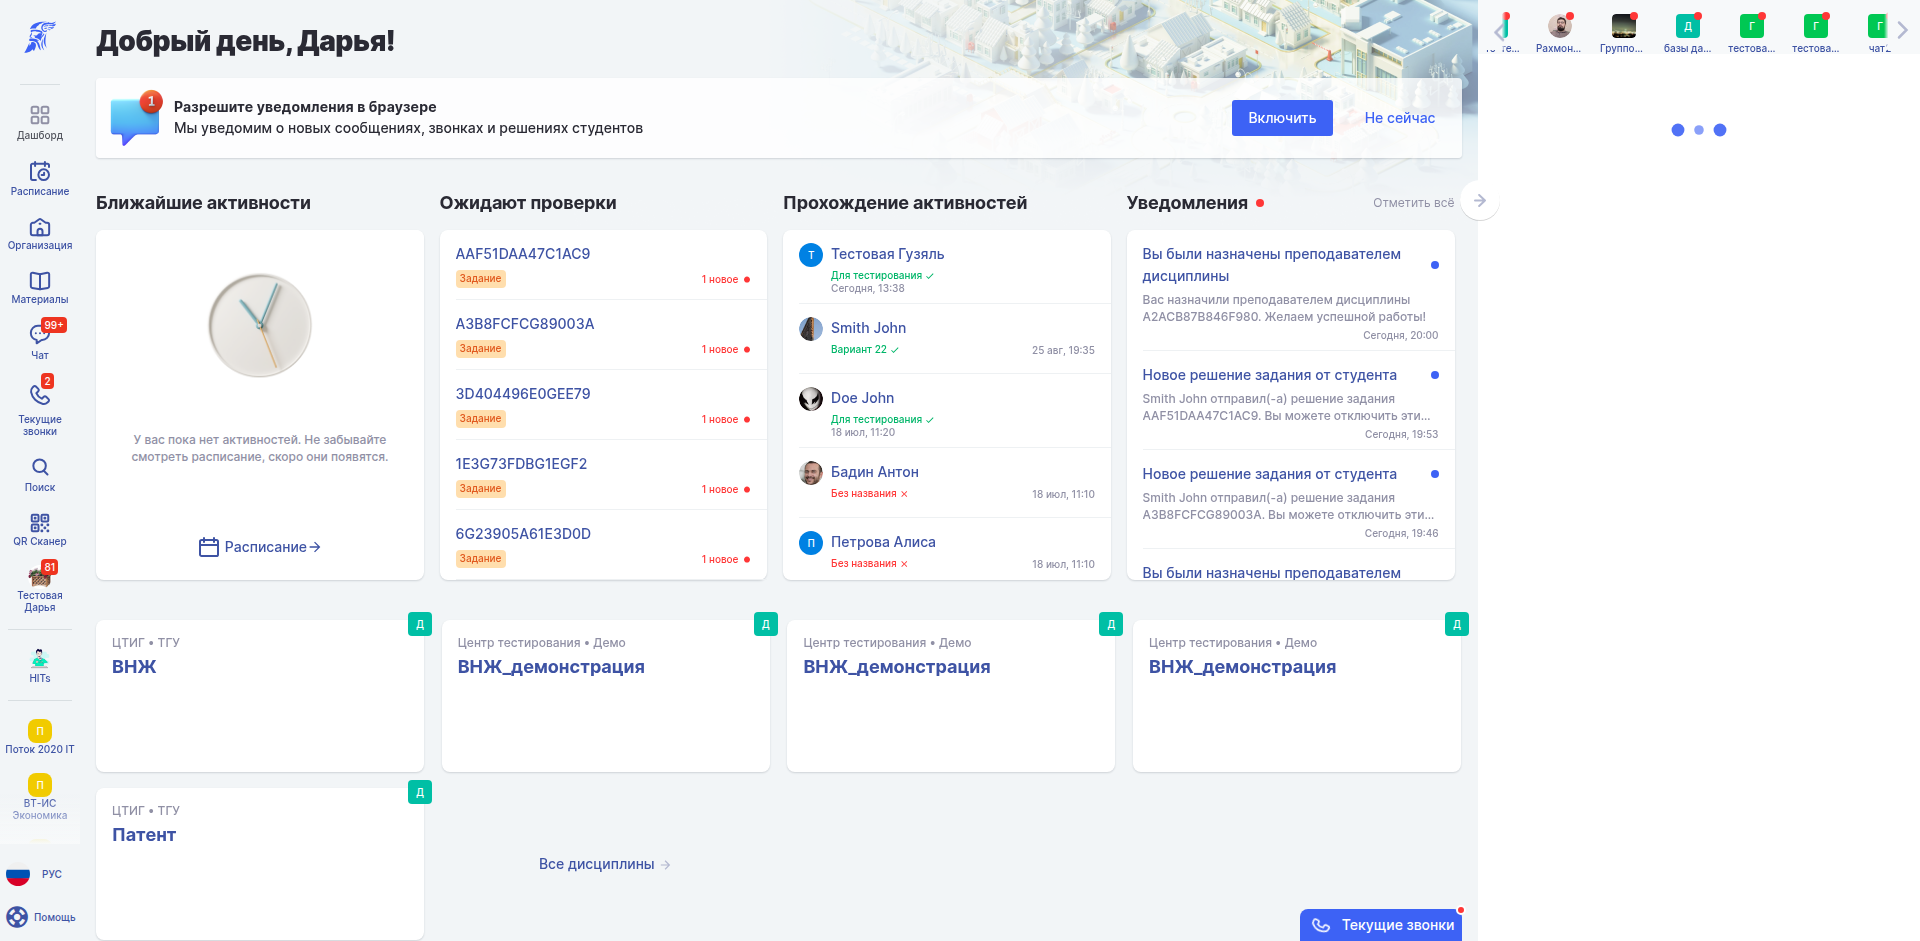 Добрый день, Дарья!
1
Разрешите уведомления в браузере
Мы уведомим о новых сообщениях, звонках и решениях студентов
Включить
Не сейчас
Дашборд
Расписание
Организация
Материалы
99+
Чат
2
Текущие
звонки
Поиск
QR Сканер
81
Тестовая
Дарья
HITs
П
Поток 2020 IT
П
ВТ-ИС
Экономика
РУС
Помощь
Ближайшие активности
У вас пока нет активностей. Не забывайте
смотреть расписание, скоро они появятся.
Расписание
Ожидают проверки
AAF51DAA47C1AC9
Задание
1 новое
A3B8FCFCG89003A
Задание
1 новое
3D404496E0GEE79
Задание
1 новое
1E3G73FDBG1EGF2
Задание
1 новое
6G23905A61E3D0D
Задание
1 новое
Прохождение активностей
Т
Тестовая Гузяль
Для тестирования
Сегодня, 13:38
Smith John
Вариант 22
25 авг, 19:35
Doe John
Для тестирования
18 июл, 11:20
Бадин Антон
Без названия
18 июл, 11:10
П
Петрова Алиса
Без названия
18 июл, 11:10
Уведомления
Отметить всё
Вы были назначены преподавателем
дисциплины
Вас назначили преподавателем дисциплины
A2ACB87B846F980. Желаем успешной работы!
Сегодня, 20:00
Новое решение задания от студента
Smith John отправил(-а) решение задания
AAF51DAA47C1AC9. Вы можете отключить эти...
Сегодня, 19:53
Новое решение задания от студента
Smith John отправил(-а) решение задания
A3B8FCFCG89003A. Вы можете отключить эти...
Сегодня, 19:46
Вы были назначены преподавателем
Д
ЦТИГ • ТГУ
ВНЖ
Д
Центр тестирования • Демо
ВНЖ_демонстрация
Д
Центр тестирования • Демо
ВНЖ_демонстрация
Д
Центр тестирования • Демо
ВНЖ_демонстрация
Д
ЦТИГ • ТГУ
Патент
Все дисциплины
Текущие звонки
Рахмон...
Группо...
Д
базы да...
Г
тестова...
Г
тестова...
Г